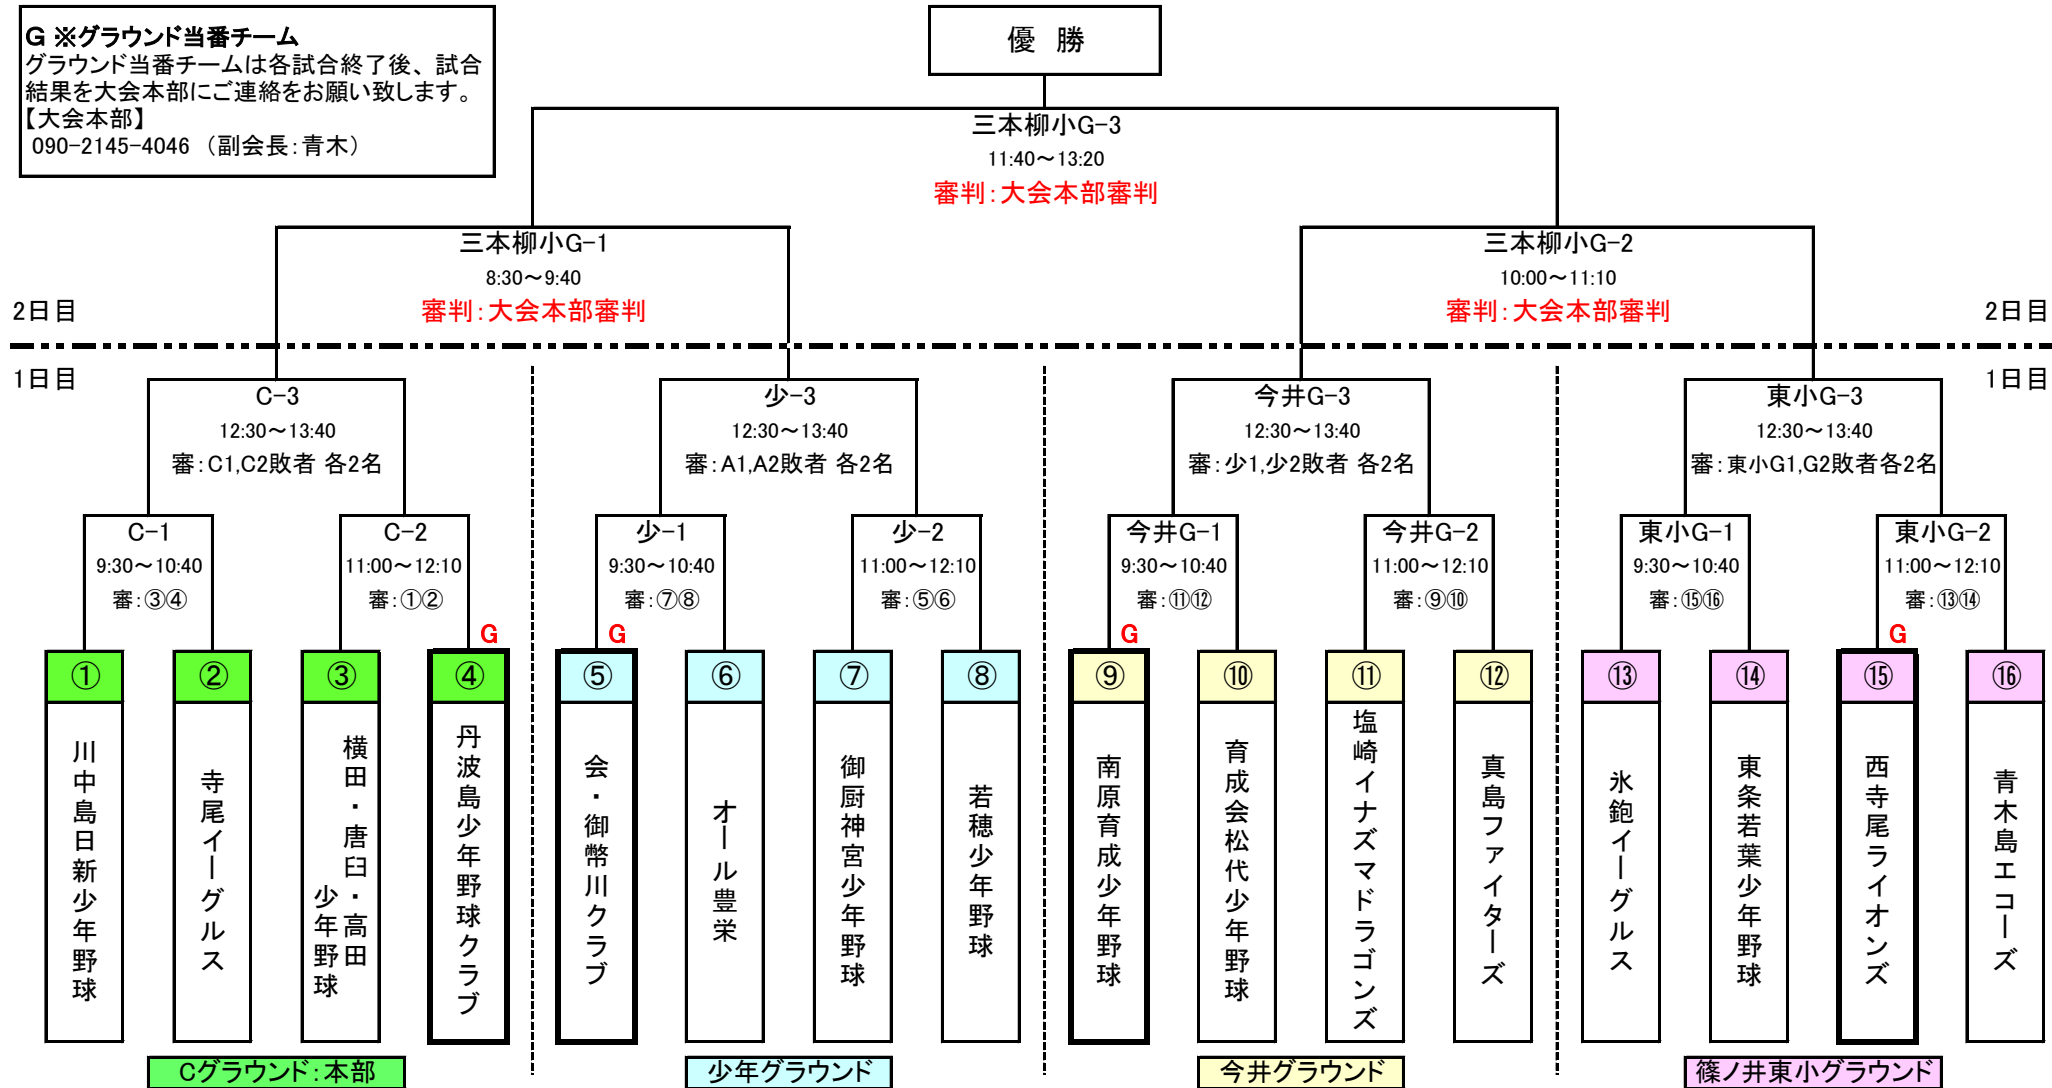 G ※グラウンド当番チーム
グラウンド当番チームは各試合終了後、試合
結果を大会本部にご連絡をお願い致します。
【大会本部】
090-2145-4046 （副会長：青木）
優 勝
三本柳小G-3
11:40～13:20
審判：大会本部審判
三本柳小G-1
8:30～9:40
審判：大会本部審判
三本柳小G-2
10:00～11:10
審判：大会本部審判
2日目
2日目
1日目
1日目
C-3
12:30～13:40
審：C1,C2敗者 各2名
少-3
12:30～13:40
審：A1,A2敗者 各2名
今井G-3
12:30～13:40
審：少1,少2敗者 各2名
東小G-3
12:30～13:40
審：東小G1,G2敗者各2名
C-1
9:30～10:40
審：③④
C-2
11:00～12:10
審：①②
少-1
9:30～10:40
審：⑦⑧
少-2
11:00～12:10
審：⑤⑥
今井G-1
9:30～10:40
審：⑪⑫
今井G-2
11:00～12:10
審：⑨⑩
東小G-1
9:30～10:40
審：⑮⑯
東小G-2
11:00～12:10
審：⑬⑭
G
G
G
G
①
川中島日新少年野球
②
寺尾イーグルス
③
横田・唐臼・高田
少年野球
④
丹波島少年野球クラブ
⑤
会・御幣川クラブ
⑥
オール豊栄
⑦
御厨神宮少年野球
⑧
若穂少年野球
⑨
南原育成少年野球
⑩
育成会松代少年野球
⑪
塩崎イナズマドラゴンズ
⑫
真島ファイターズ
⑬
氷鉋イーグルス
⑭
東条若葉少年野球
⑮
西寺尾ライオンズ
⑯
青木島エコーズ
Cグラウンド：本部
少年グラウンド
今井グラウンド
篠ノ井東小グラウンド